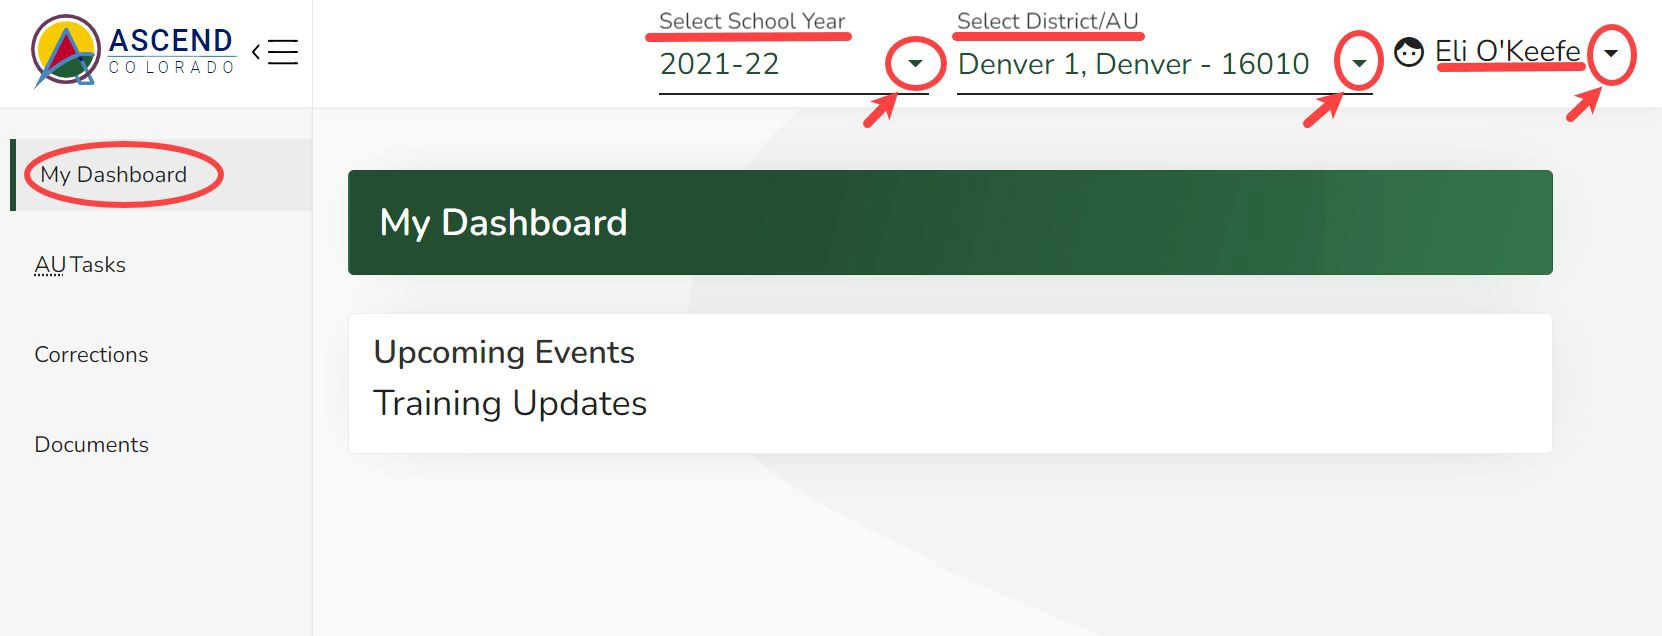 ASCEND
COLORADO
Select School Year
2021-22
Select District/AU
Denver 1, Denver - 16010
Eli O'Keefe
My Dashboard
AU Tasks
Corrections
Documents
My Dashboard
Upcoming Events
Training Updates